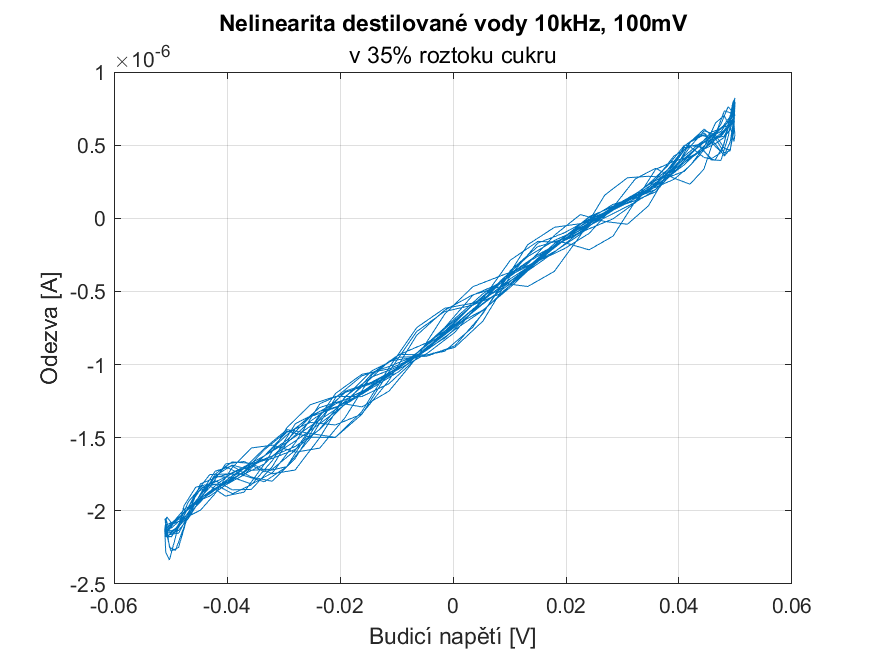 Nelinearita destilované vody 10kHz, 100mV
v 35% roztoku cukru
×10^-6
1
0.5
0
-0.5
-1
-1.5
-2
-2.5
Odezva [A]
-0.06 -0.04 -0.02 0 0.02 0.04 0.06
Budicí napětí [V]